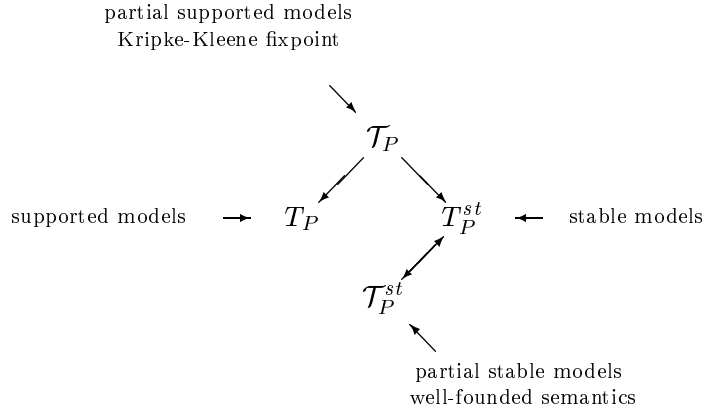 partial supported models
Kripke-Kleene fixpoint
𝒯_P
supported models
T_P
T_P^{st}
stable models
𝒯_P^{st}
partial stable models
well-founded semantics